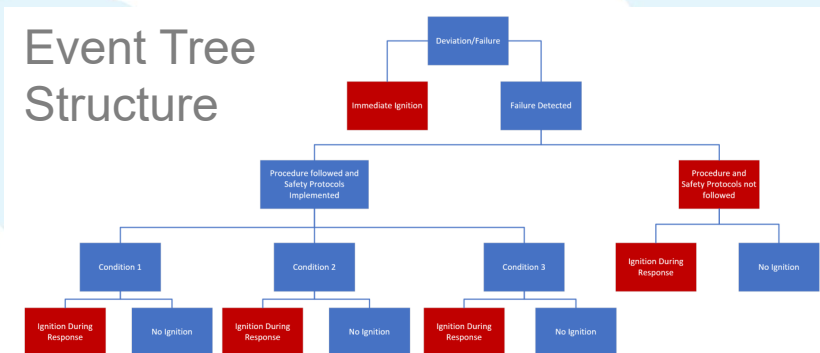 Event Tree
Structure
Deviation/Failure
Immediate Ignition
Failure Detected
Procedure followed and
Safety Protocols
Implemented
Procedure and
Safety Protocols not
followed
Condition 1
Condition 2
Condition 3
Ignition During
Response
No Ignition
Ignition During
Response
No Ignition
Ignition During
Response
No Ignition
Ignition During
Response
No Ignition